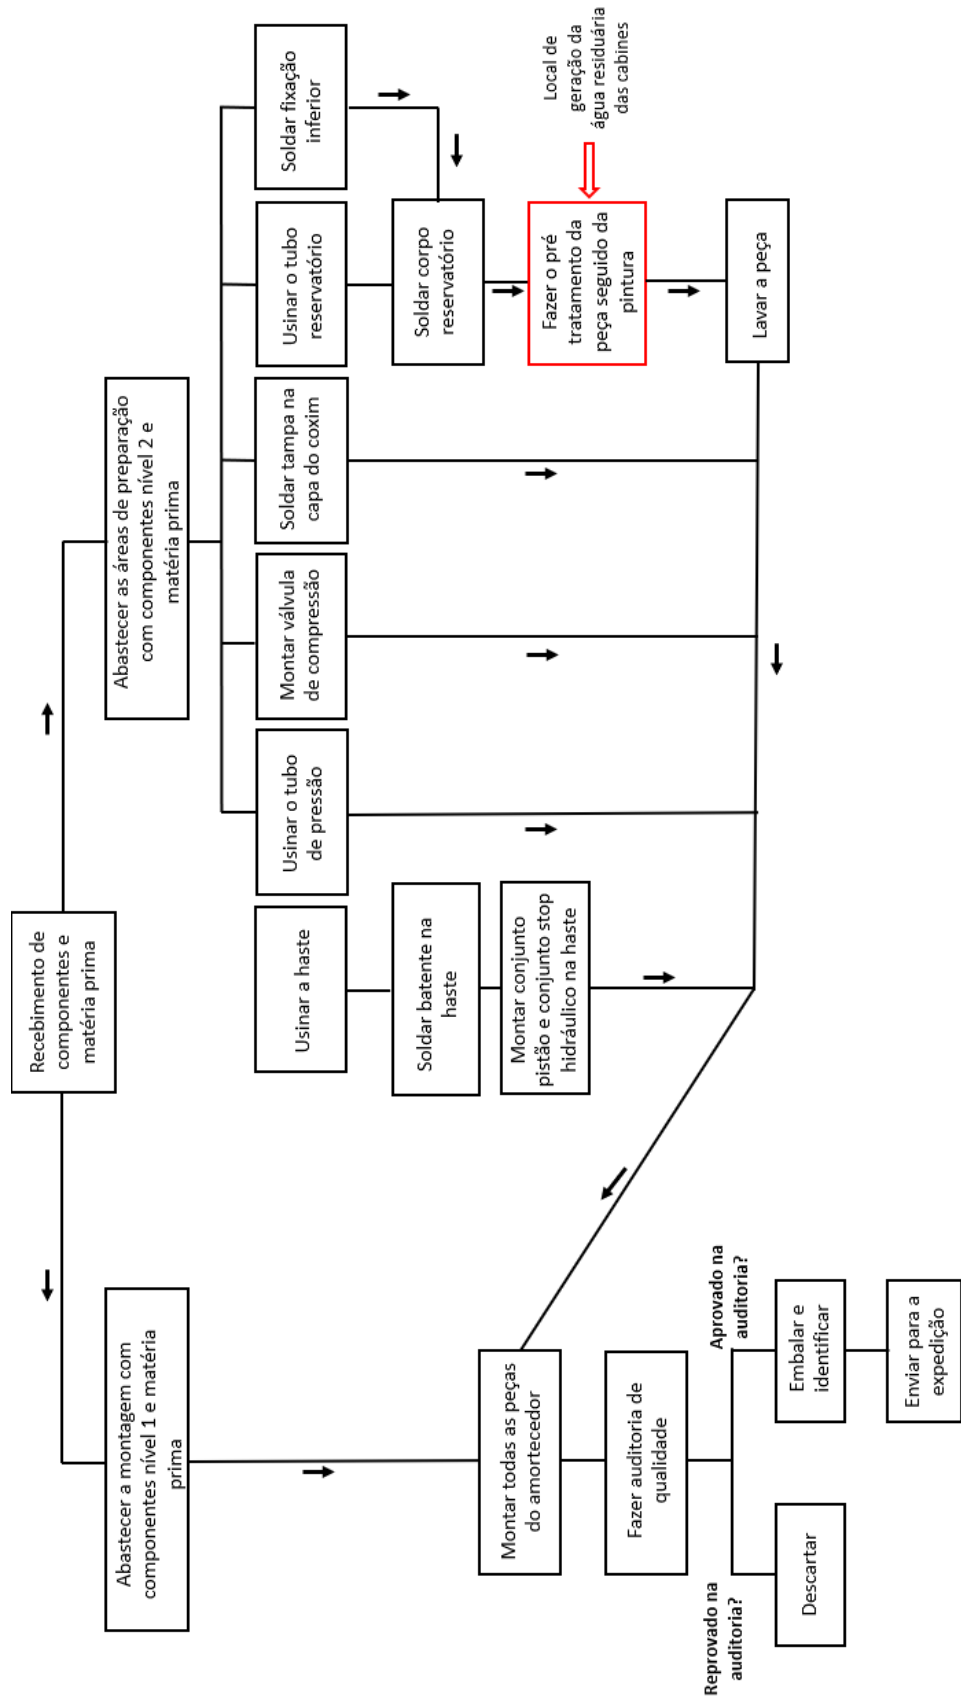 Recebimento de
componentes e
matéria prima
Abastecer a montagem com
componentes nível 1 e matéria
prima
Abastecer as áreas de preparação
com componentes nível 2 e
matéria prima
Usinar a haste
Usinar o tubo
de pressão
Montar válvula
de compressão
Soldar tampa na
capa do coxim
Usinar o tubo
reservatório
Soldar fixação
inferior
Soldar batente na
haste
Soldar corpo
reservatório
Montar conjunto
pistão e conjunto stop
hidráulico na haste
Fazer o pré
tratamento da
peça seguido da
pintura
Local de
geração da
água residuária
das cabines
Lavar a peça
Montar todas as peças
do amortecedor
Fazer auditoria de
qualidade
Reprovado na
auditoria?
Aprovado na
auditoria?
Descartar
Embalar e
identificar
Enviar para a
expedição